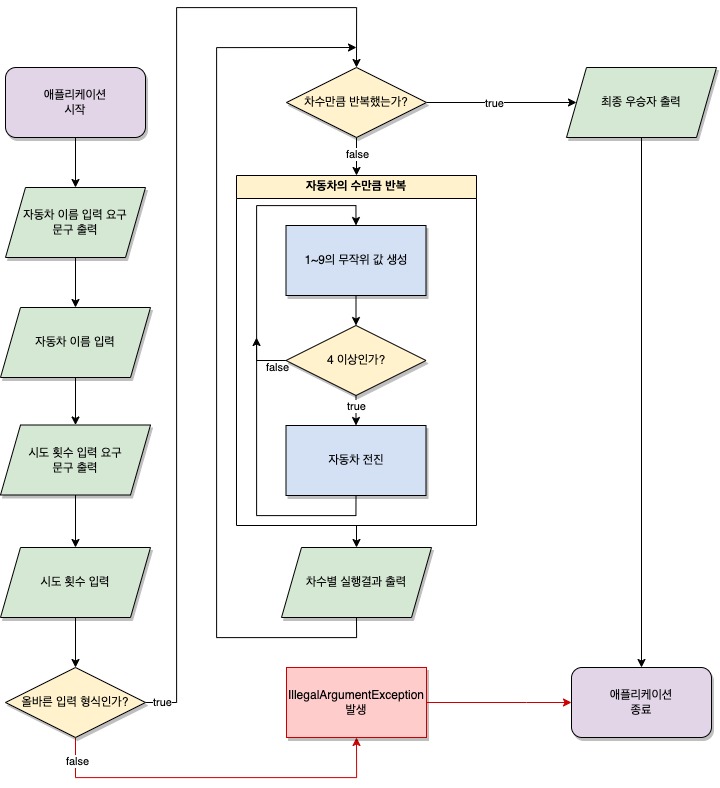 애플리케이션
시작
자동차 이름 입력 요구
문구 출력
자동차 이름 입력
시도 횟수 입력 요구
문구 출력
시도 횟수 입력
올바른 입력 형식인가?
true
false
차수만큼 반복했는가?
true
false
자동차의 수만큼 반복
1~9의 무작위 값 생성
4 이상인가?
false
true
자동차 전진
차수별 실행결과 출력
IllegalArgumentException
발생
최종 우승자 출력
애플리케이션
종료